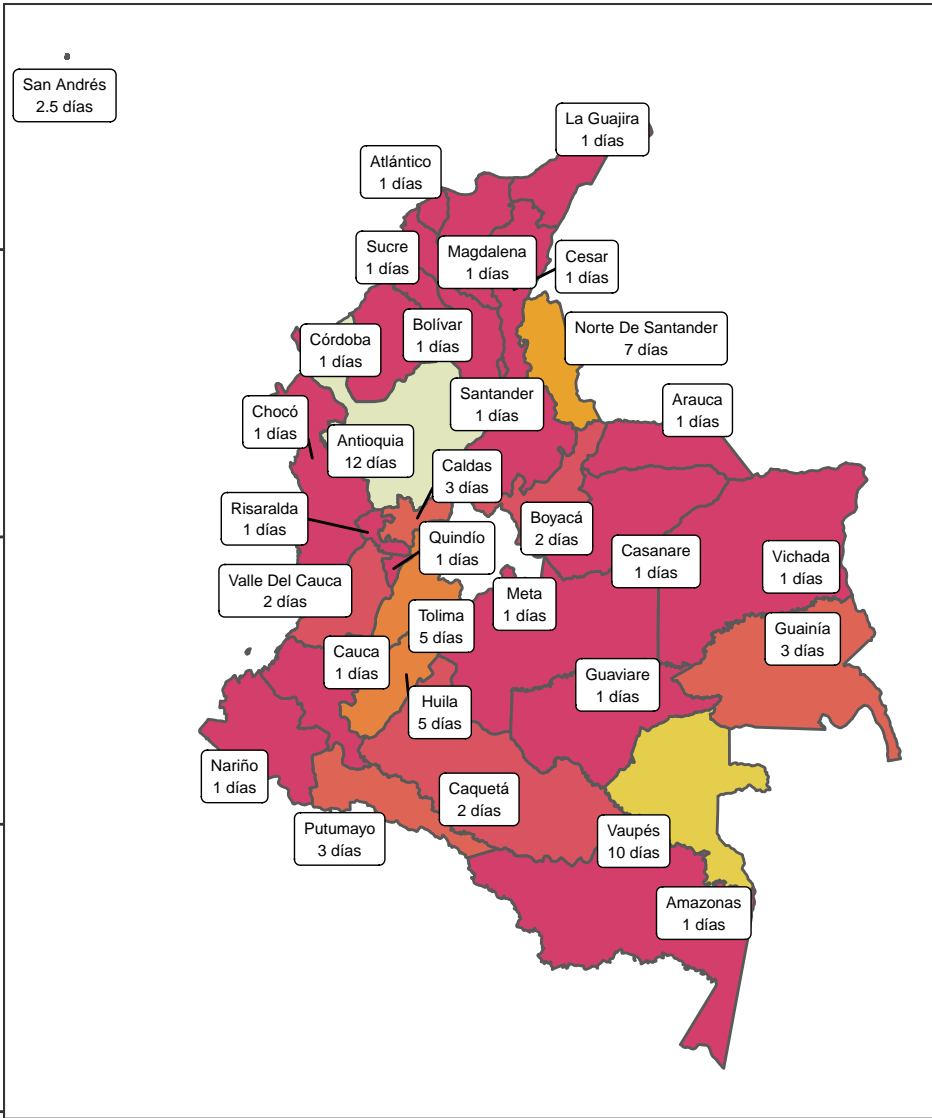 San Andrés
2.5 días
La Guajira
1 días
Atlántico
1 días
Sucre
1 días
Magdalena
1 días
Cesar
1 días
Norte De Santander
7 días
Bolívar
1 días
Córdoba
1 días
Santander
1 días
Arauca
1 días
Chocó
1 días
Antioquia
12 días
Caldas
3 días
Risaralda
1 días
Boyacá
2 días
Quindío
1 días
Casanare
1 días
Vichada
1 días
Valle Del Cauca
2 días
Meta
1 días
Tolima
5 días
Guainía
3 días
Cauca
1 días
Guaviare
1 días
Huila
5 días
Nariño
1 días
Caquetá
2 días
Putumayo
3 días
Vaupés
10 días
Amazonas
1 días